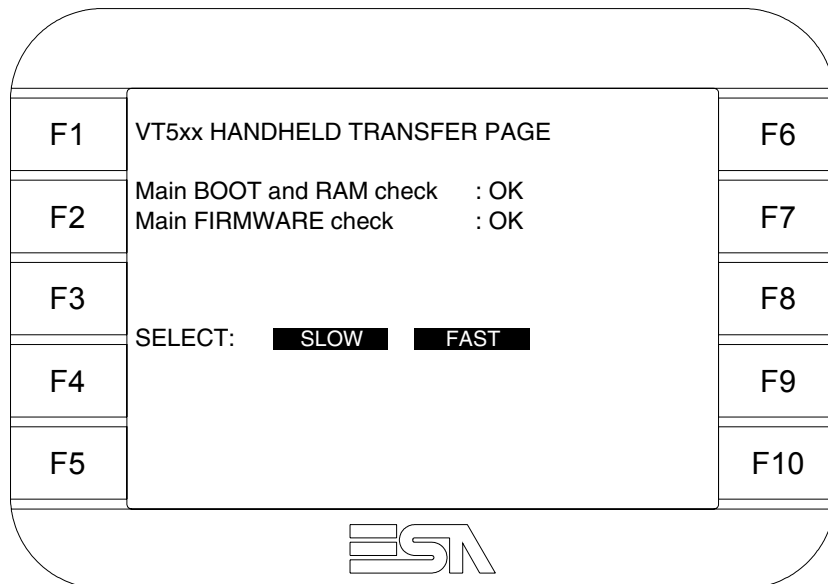 F1
F2
F3
F4
F5
VT5xx HANDHELD TRANSFER PAGE
Main BOOT and RAM check : OK
Main FIRMWARE check : OK
SELECT: SLOW FAST
F6
F7
F8
F9
F10
ESA